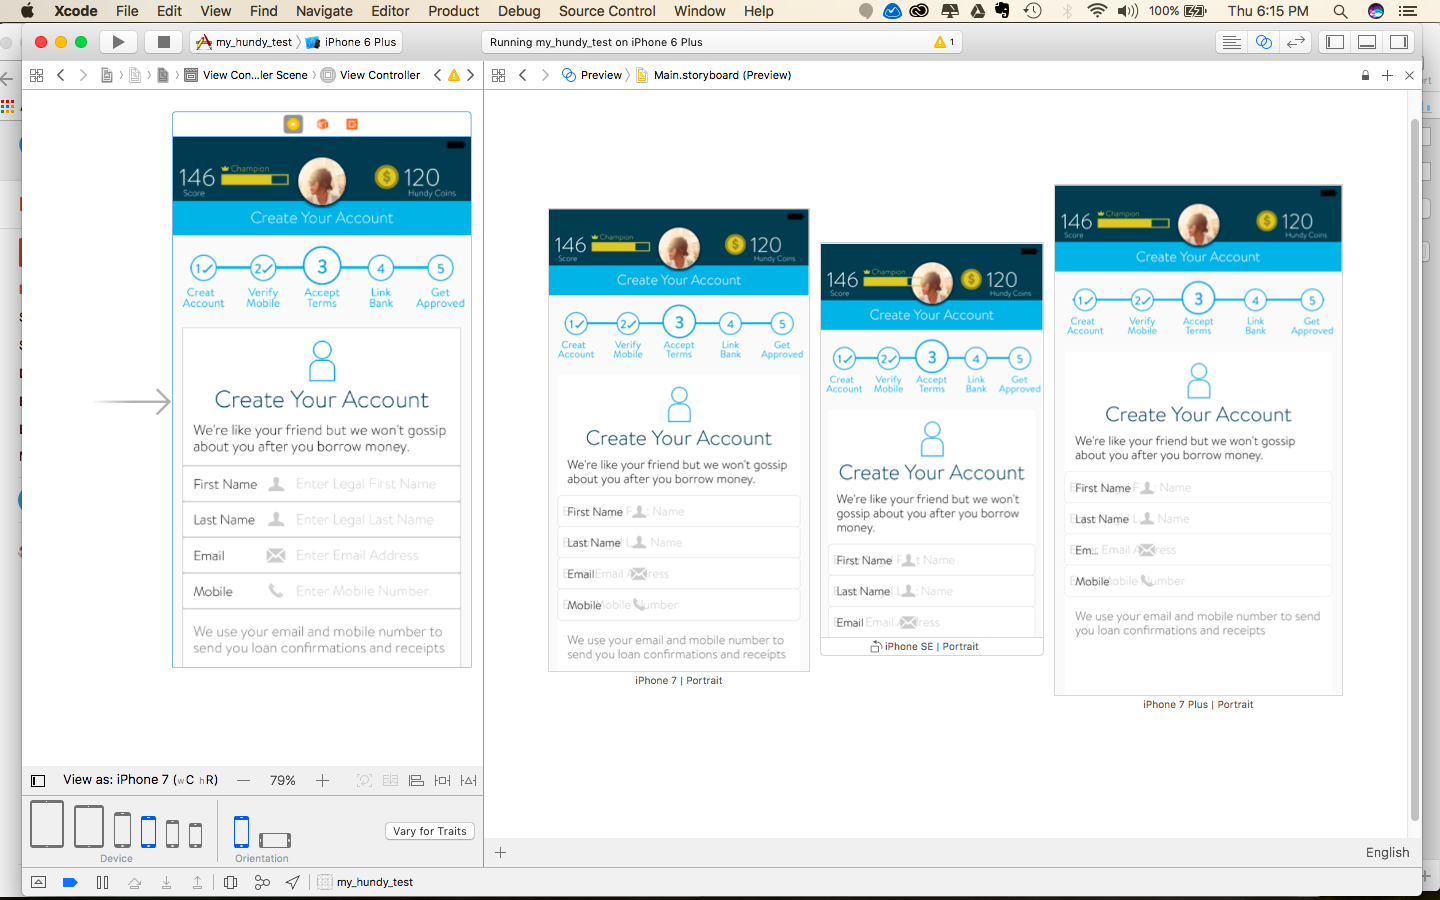 Xcode File Edit View Find Navigate Editor Product Debug Source Control Window Help 100% Thu 6:15 PM
my_hundy_test iPhone 6 Plus Running my_hundy_test on iPhone 6 Plus 1
View Con...ler Scene View Controller Preview Main.storyboard (Preview)
146 Champion 120
Score Hundy Coins
Create Your Account
1 2 3 4 5
Creat Account Verify Mobile Accept Terms Link Bank Get Approved
Create Your Account
We're like your friend but we won't gossip
about you after you borrow money.
First Name Enter Legal First Name
Last Name Enter Legal Last Name
Email Enter Email Address
Mobile Enter Mobile Number
We use your email and mobile number to
send you loan confirmations and receipts
146 Champion 120
Score Hundy Coins
Create Your Account
1 2 3 4 5
Creat Account Verify Mobile Accept Terms Link Bank Get Approved
Create Your Account
We're like your friend but we won't gossip
about you after you borrow money.
First Name Name
Last Name Name
Email Email
Mobile Mobile Number
We use your email and mobile number to
send you loan confirmations and receipts
iPhone 7 | Portrait
146 Champion 120
Score Hundy Coins
Create Your Account
1 2 3 4 5
Creat Account Verify Mobile Accept Terms Link Bank Get Approved
Create Your Account
We're like your friend but we won't
gossip about you after you borrow
money.
First Name Name
Last Name Name
Email Email
iPhone SE | Portrait
146 Champion 120
Score Hundy Coins
Create Your Account
1 2 3 4 5
Creat Account Verify Mobile Accept Terms Link Bank Get Approved
Create Your Account
We're like your friend but we won't gossip
about you after you borrow money.
First Name Name
Last Name Name
Em... Email Address
Mobile Mobile Number
We use your email and mobile number to send
you loan confirmations and receipts
iPhone 7 Plus | Portrait
View as: iPhone 7 (wC hR) 79%
Vary for Traits
Device Orientation
English
my_hundy_test